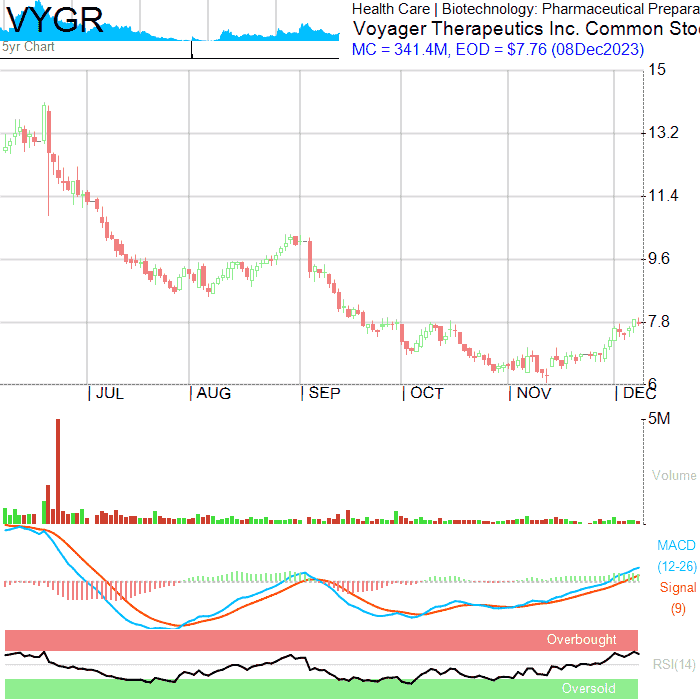 VYGR
5yr Chart
Health Care | Biotechnology: Pharmaceutical Prepara
Voyager Therapeutics Inc. Common Sto
MC = 341.4M, EOD = $7.76 (08Dec2023)
15
13.2
11.4
9.6
7.8
6
JUL AUG SEP OCT NOV DEC
5M
Volume
MACD
(12-26)
Signal
(9)
Overbought
RSI(14)
Oversold